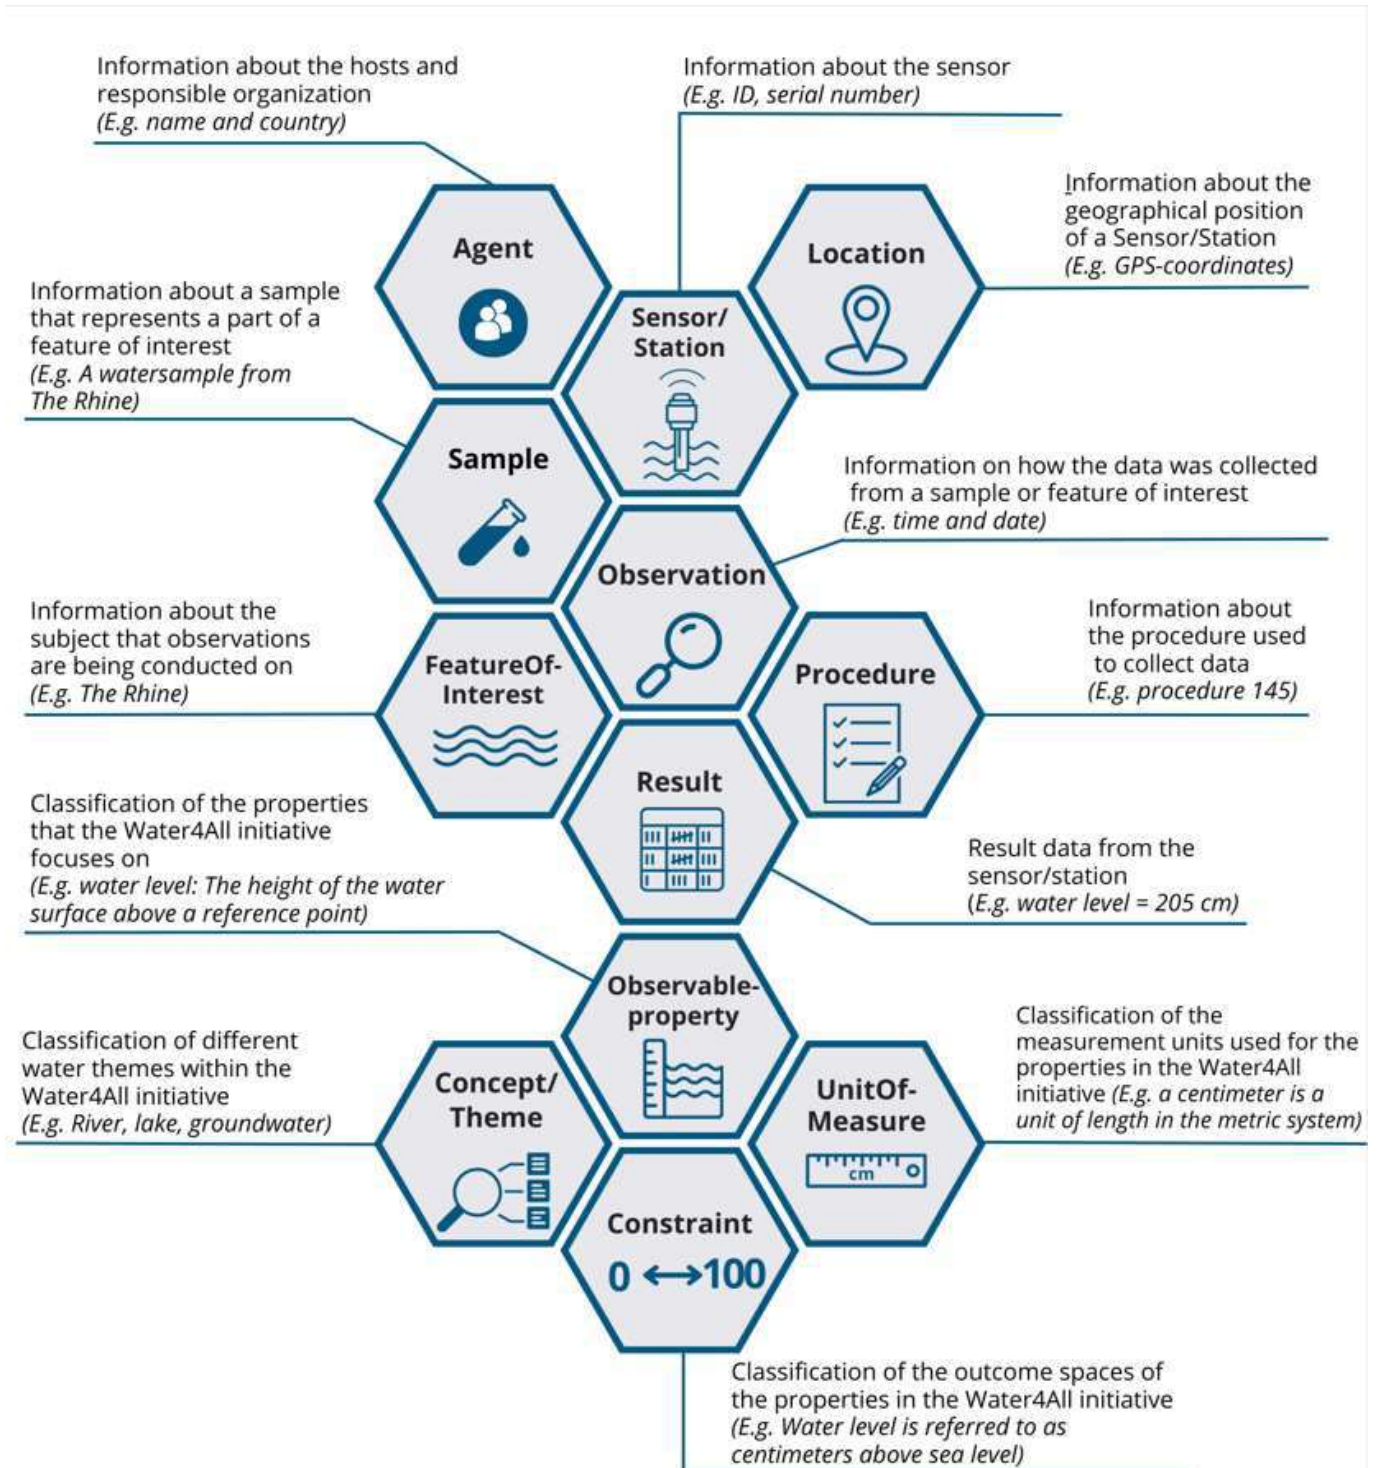 Information about the hosts and
responsible organization
(E.g. name and country)
Information about the sensor
(E.g. ID, serial number)
Information about the
geographical position
of a Sensor/Station
(E.g. GPS-coordinates)
Agent
Location
Sensor/
Station
Information about a sample
that represents a part of a
feature of interest
(E.g. A watersample from
The Rhine)
Sample
Information on how the data was collected
from a sample or feature of interest
(E.g. time and date)
Observation
Information about the
subject that observations
are being conducted on
(E.g. The Rhine)
FeatureOf-
Interest
Information about
the procedure used
to collect data
(E.g. procedure 145)
Procedure
Result
Classification of the properties
that the Water4All initiative
focuses on
(E.g. water level: The height of the water
surface above a reference point)
Result data from the
sensor/station
(E.g. water level = 205 cm)
Observable-
property
Classification of different
water themes within the
Water4All initiative
(E.g. River, lake, groundwater)
Concept/
Theme
Classification of the
measurement units used for the
properties in the Water4All
initiative (E.g. a centimeter is a
unit of length in the metric system)
UnitOf-
Measure
cm
Constraint
0 ↔ 100
Classification of the outcome spaces of
the properties in the Water4All initiative
(E.g. Water level is referred to as
centimeters above sea level)